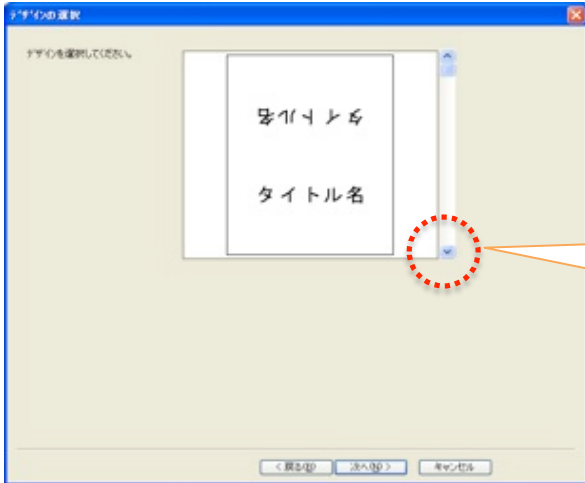 デザインの選択
デザインを選択してください。
タイトル名
タイトル名
< 戻る(B)
次へ(N) >
キャンセル